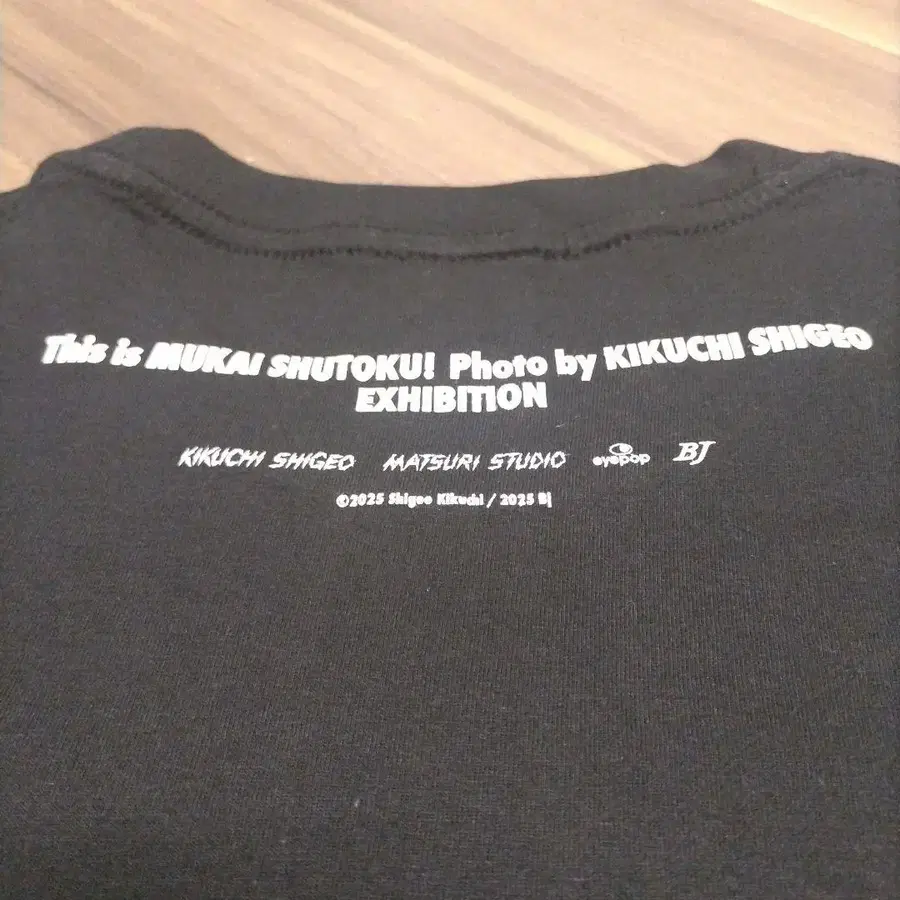 This is MUKAI SHUTOKU! Photo by KIKUCHI SHIGEO
EXHIBITION
KIKUCHI SHIGEO MATSURI STUDIO eyepop BJ
©2025 Shigeo Kikuchi / 2025 Bj